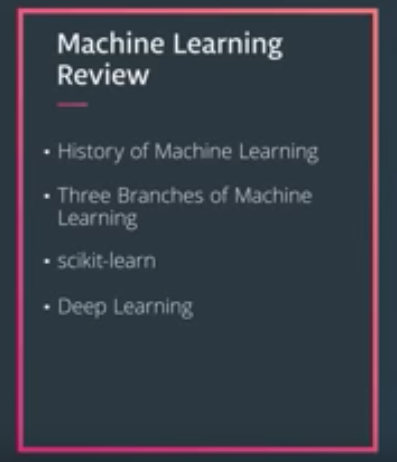 Machine Learning
Review
• History of Machine Learning
• Three Branches of Machine
Learning
• scikit-learn
• Deep Learning